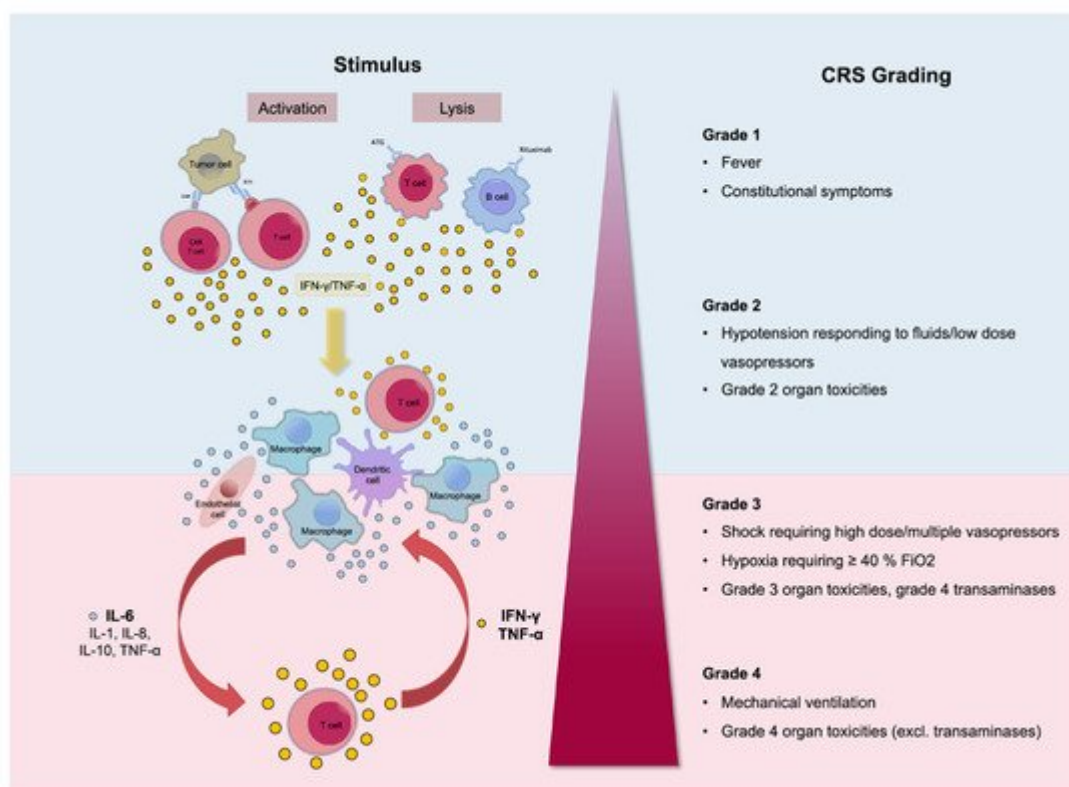 Stimulus
Activation
Lysis
Tumor cell
CAR
T cell
T cell
ATG
T cell
Rituximab
B cell
IFN-γ/TNF-α
T cell
Macrophage
Dendritic
cell
Macrophage
Endothelial
cell
Macrophage
IL-6
IL-1, IL-8,
IL-10, TNF-α
IFN-γ
TNF-α
T cell
CRS Grading
Grade 1
• Fever
• Constitutional symptoms
Grade 2
• Hypotension responding to fluids/low dose
vasopressors
• Grade 2 organ toxicities
Grade 3
• Shock requiring high dose/multiple vasopressors
• Hypoxia requiring ≥ 40 % FiO2
• Grade 3 organ toxicities, grade 4 transaminases
Grade 4
• Mechanical ventilation
• Grade 4 organ toxicities (excl. transaminases)